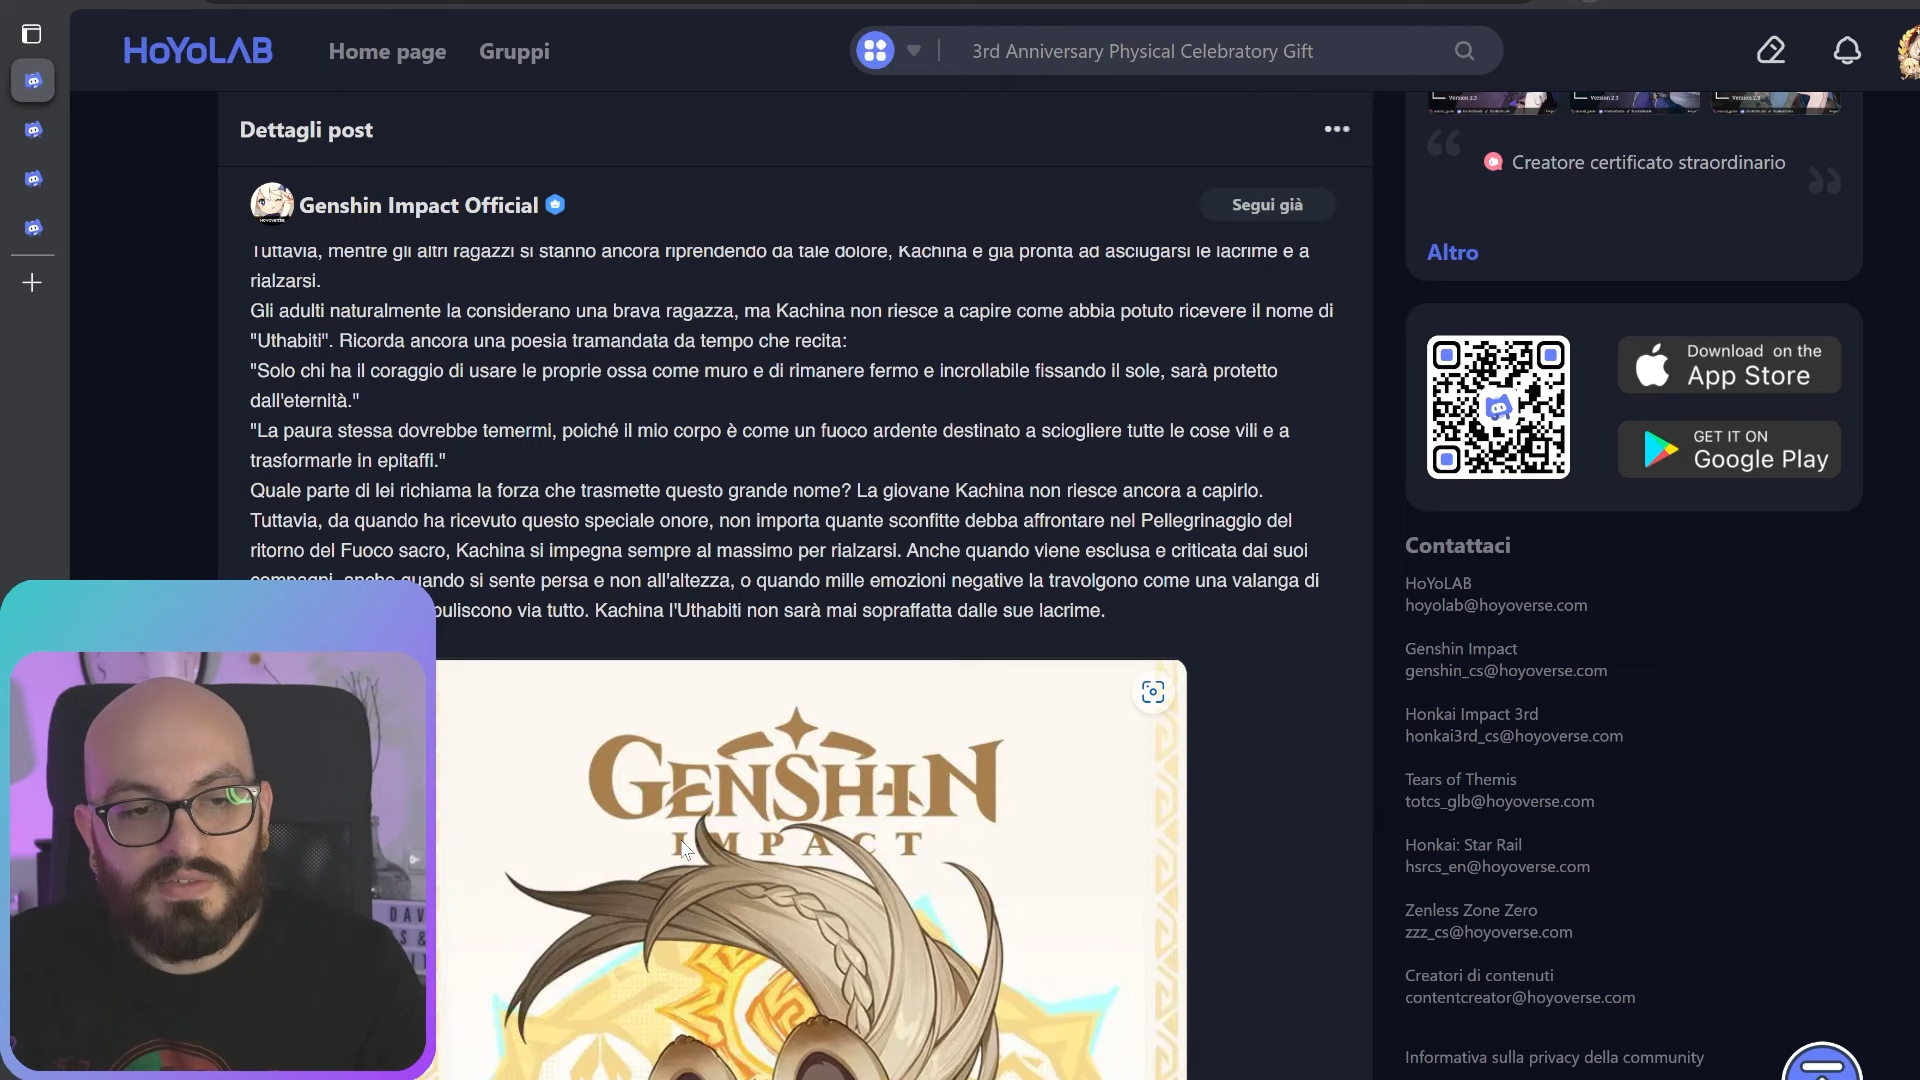 HoYoLAB
Home page
Gruppi
3rd Anniversary Physical Celebratory Gift
Dettagli post
Genshin Impact Official
Segui già
Tuttavia, mentre gli altri ragazzi si stanno ancora riprendendo da tale dolore, Kachina è già pronta ad asciugarsi le lacrime e a
rialzarsi.
Gli adulti naturalmente la considerano una brava ragazza, ma Kachina non riesce a capire come abbia potuto ricevere il nome di
"Uthabiti". Ricorda ancora una poesia tramandata da tempo che recita:
"Solo chi ha il coraggio di usare le proprie ossa come muro e di rimanere fermo e incrollabile fissando il sole, sarà protetto
dall'eternità."
"La paura stessa dovrebbe temermi, poiché il mio corpo è come un fuoco ardente destinato a sciogliere tutte le cose vili e a
trasformarle in epitaffi."
Quale parte di lei richiama la forza che trasmette questo grande nome? La giovane Kachina non riesce ancora a capirlo.
Tuttavia, da quando ha ricevuto questo speciale onore, non importa quante sconfitte debba affrontare nel Pellegrinaggio del
ritorno del Fuoco sacro, Kachina si impegna sempre al massimo per rialzarsi. Anche quando viene esclusa e criticata dai suoi
compagni, anche quando si sente persa e non all'altezza, o quando mille emozioni negative la travolgono come una valanga di
puliscono via tutto. Kachina l'Uthabiti non sarà mai sopraffatta dalle sue lacrime.
GENSHIN
IMPACT
DAV
S &
Version 2.3
Version 2.3
Version 2.3
Creatore certificato straordinario
Altro
Download on the
App Store
GET IT ON
Google Play
Contattaci
HoYoLAB
hoyolab@hoyoverse.com
Genshin Impact
genshin_cs@hoyoverse.com
Honkai Impact 3rd
honkai3rd_cs@hoyoverse.com
Tears of Themis
totcs_glb@hoyoverse.com
Honkai: Star Rail
hsrcs_en@hoyoverse.com
Zenless Zone Zero
zzz_cs@hoyoverse.com
Creatori di contenuti
contentcreator@hoyoverse.com
Informativa sulla privacy della community